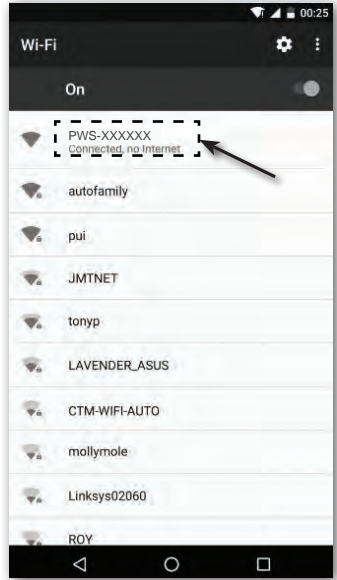 00:25
Wi-Fi
On
PWS-XXXXXX
Connected, no Internet
autofamily
pui
JMTNET
tonyp
LAVENDER_ASUS
CTM-WIFI-AUTO
mollymole
Linksys02060
ROY